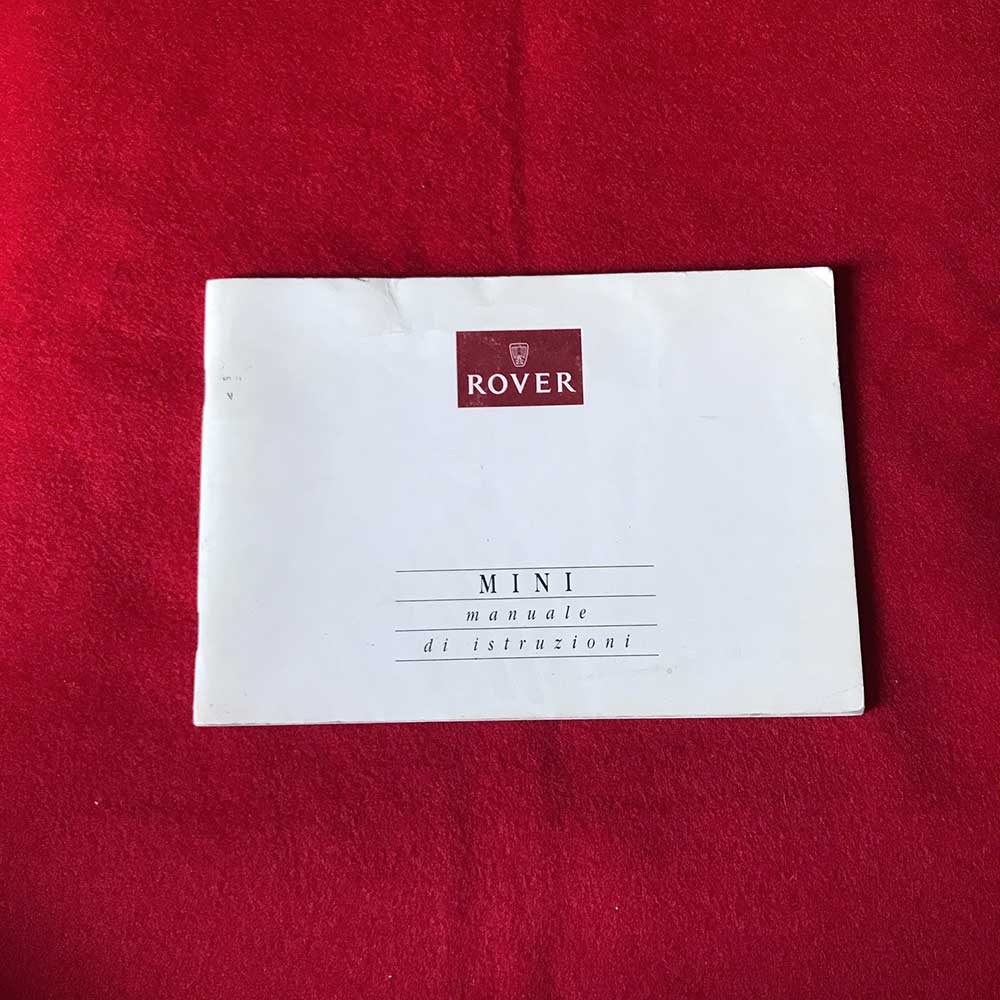 ROVER
MINI
manuale
di istruzioni